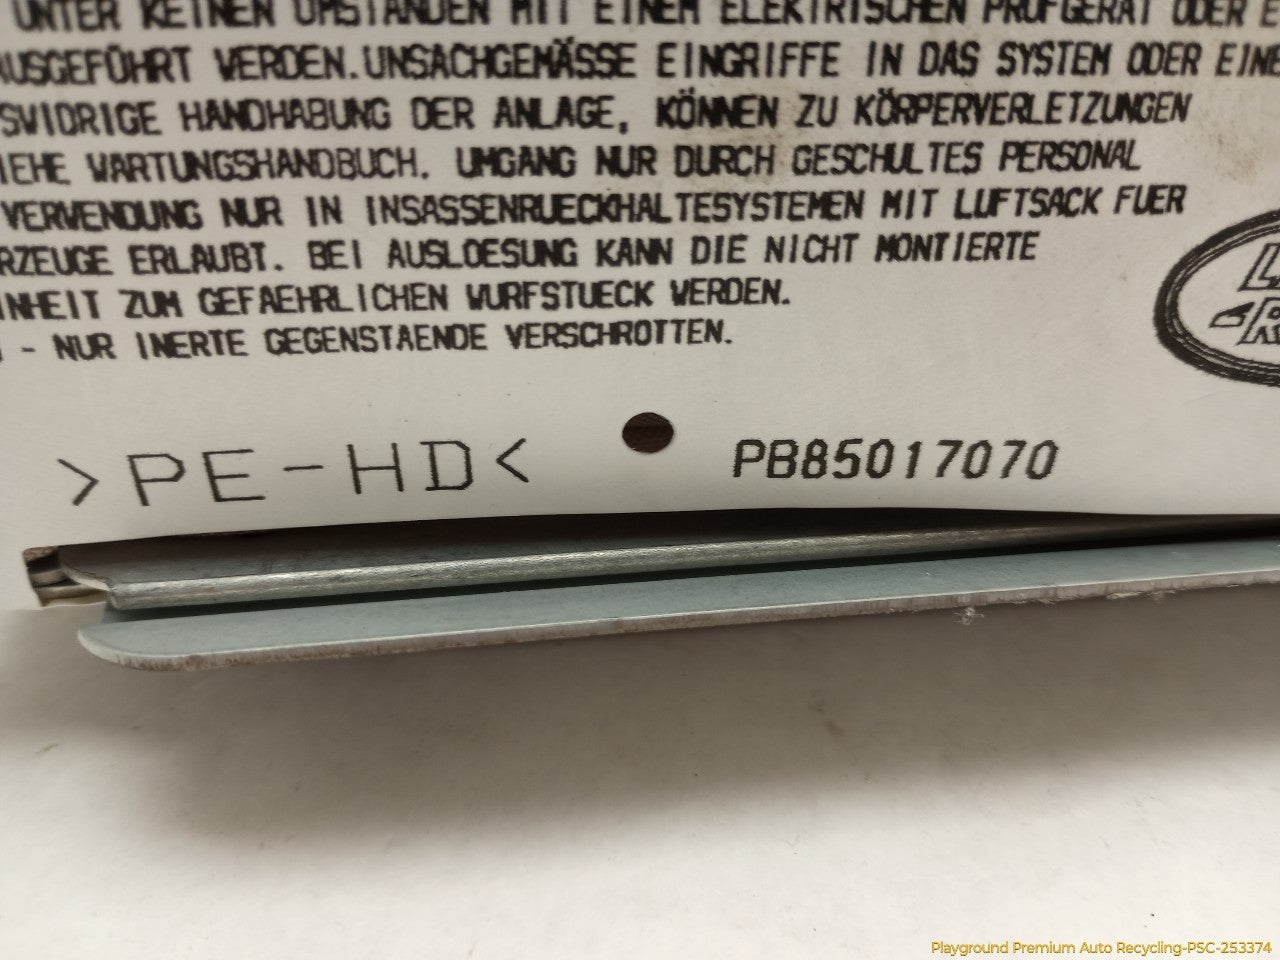 UNTER KEINEN UMSTÄNDEN MIT EINEM ELEKTRISCHEN PRÜFGERÄT ODER E
AUSGEFÜHRT WERDEN.UNSACHGEMÄSSE EINGRIFFE IN DAS SYSTEM ODER EINE
SWIDRIGE HANDHABUNG DER ANLAGE, KÖNNEN ZU KÖRPERVERLETZUNGEN
IEHE WARTUNGSHANDBUCH. UMGANG NUR DURCH GESCHULTES PERSONAL
VERWENDUNG NUR IN INSASSENRUECKHALTESYSTEMEN MIT LUFTSACK FUER
RZEUGE ERLAUBT. BEI AUSLOESUNG KANN DIE NICHT MONTIERTE
INHEIT ZUM GEFAEHRLICHEN WURFSTUECK WERDEN.
- NUR INERTE GEGENSTAENDE VERSCHROTTEN.
>PE-HD<
PB85017070
Playground Premium Auto Recycling-PSC-253374